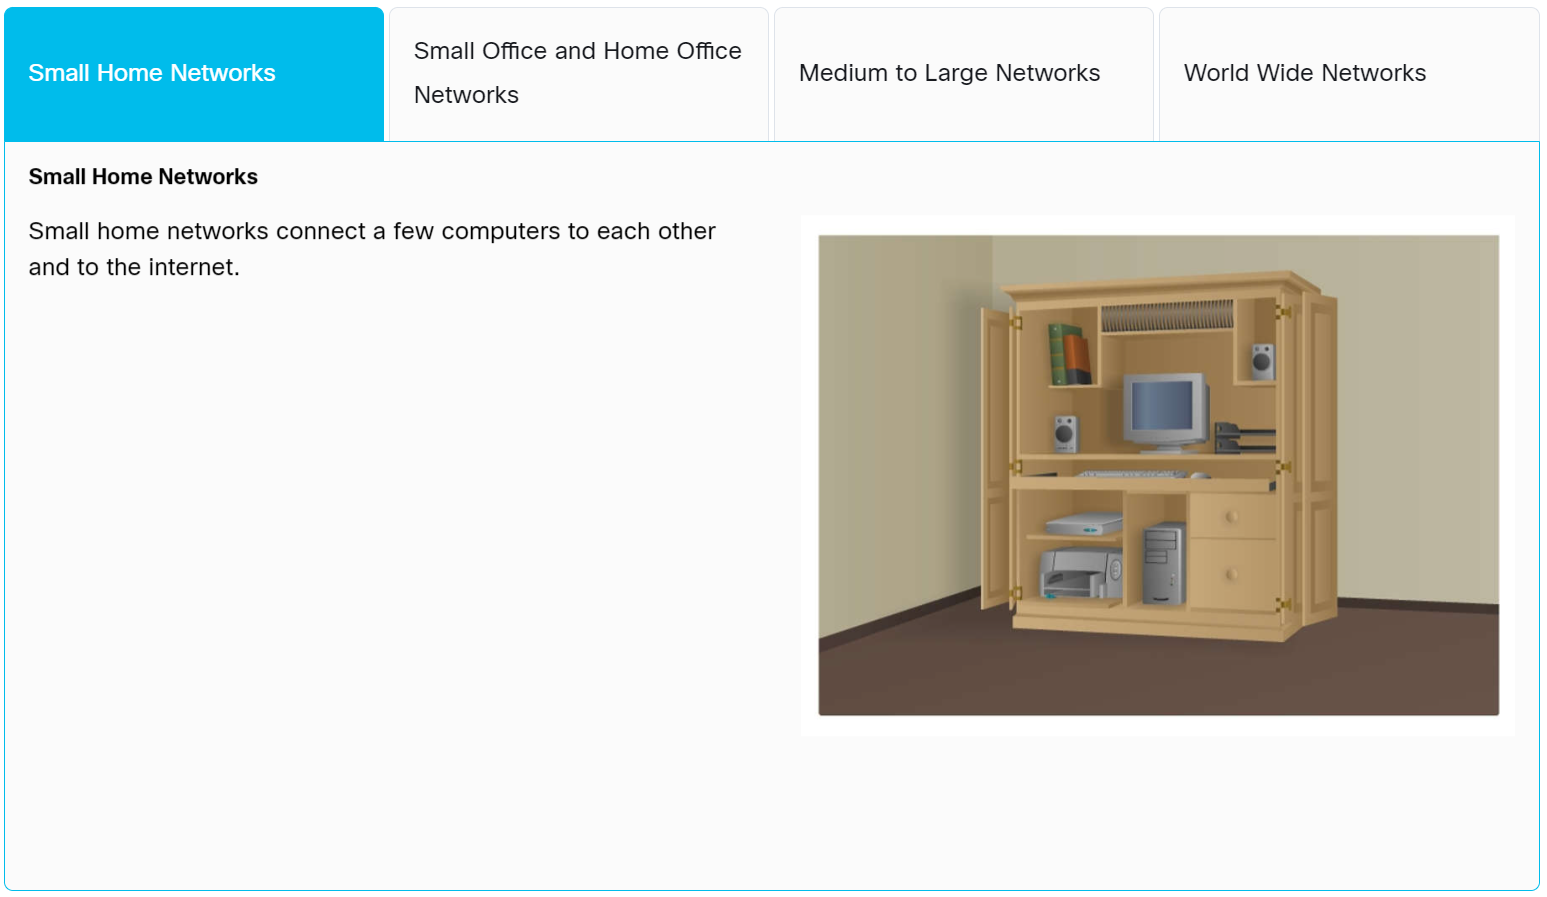 Small Home Networks
Small Office and Home Office
Networks
Medium to Large Networks
World Wide Networks
Small Home Networks
Small home networks connect a few computers to each other
and to the internet.